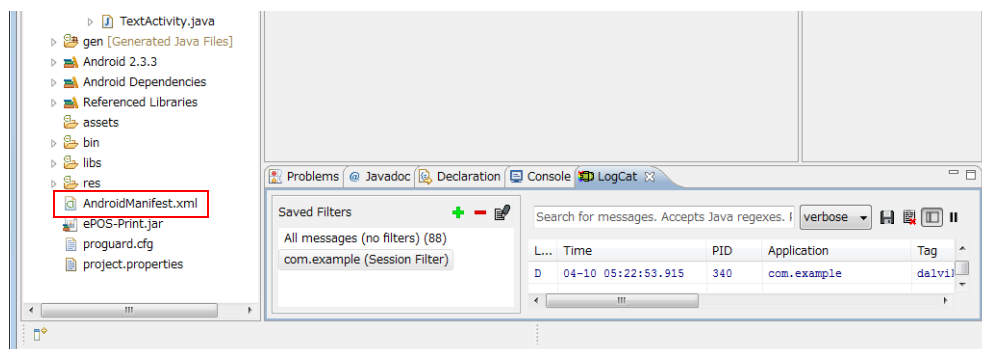 TextActivity.java
gen [Generated Java Files]
Android 2.3.3
Android Dependencies
Referenced Libraries
assets
bin
libs
res
AndroidManifest.xml
ePOS-Print.jar
proguard.cfg
project.properties
Problems @ Javadoc Declaration Console LogCat
Saved Filters
All messages (no filters) (88)
com.example (Session Filter)
Search for messages. Accepts Java regexes. verbose
L... Time PID Application Tag
D 04-10 05:22:53.915 340 com.example